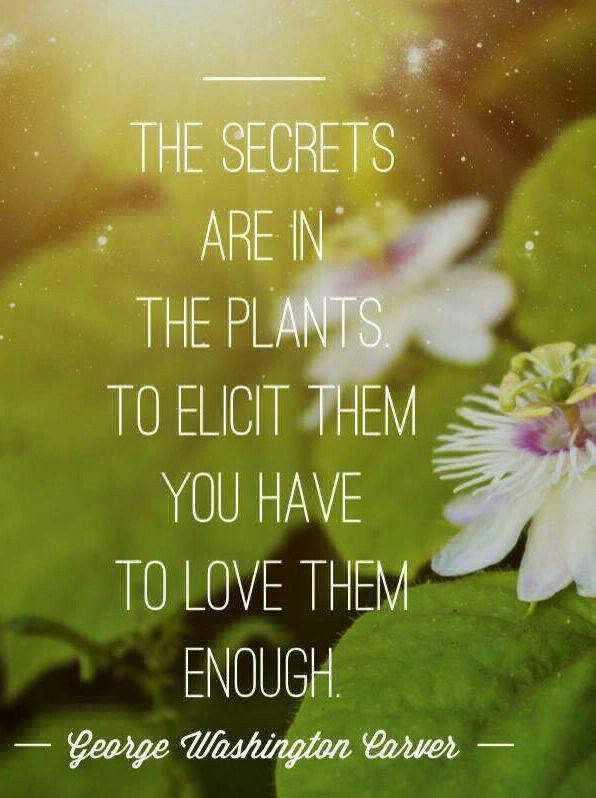 THE SECRETS
ARE IN
THE PLANTS.
TO ELICIT THEM
YOU HAVE
TO LOVE THEM
ENOUGH.
— George Washington Carver —